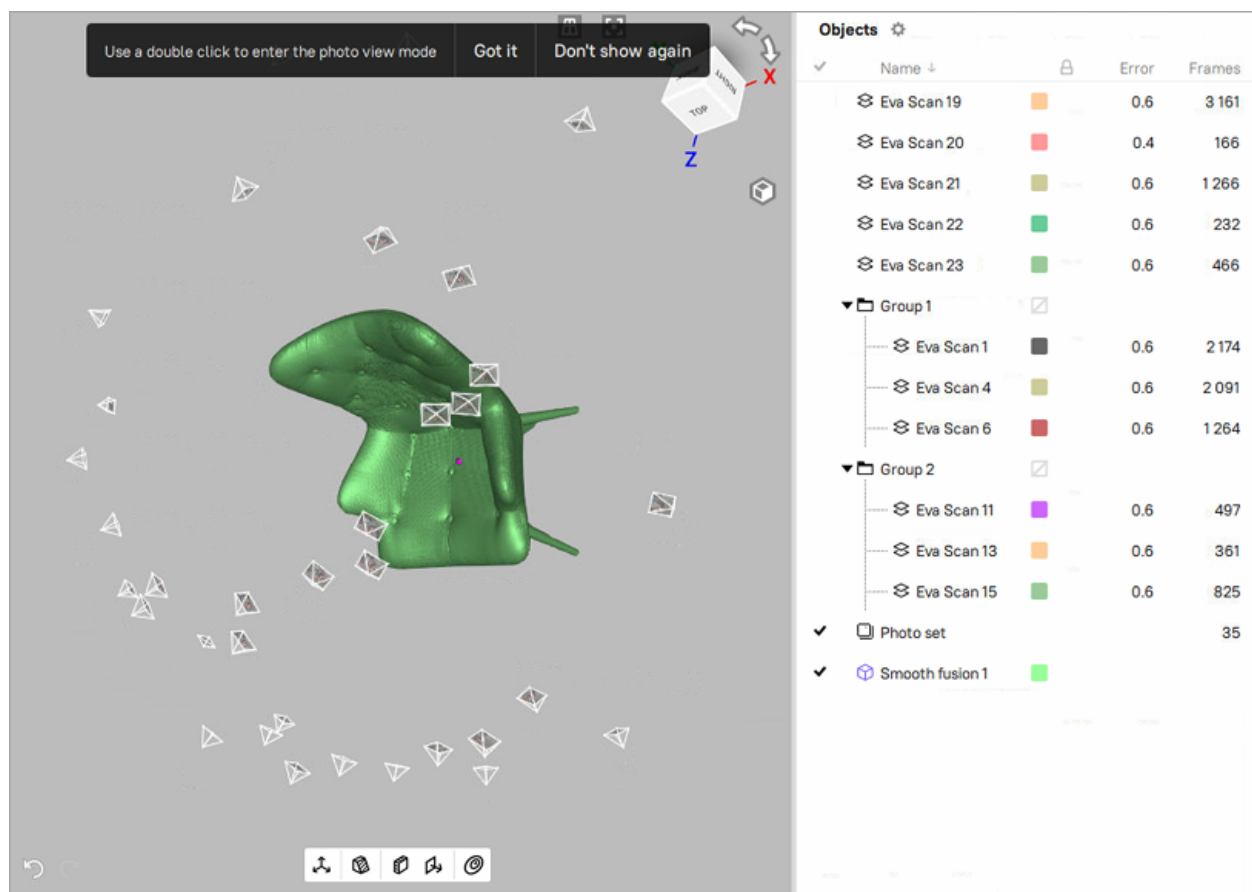 Use a double click to enter the photo view mode Got it Don't show again
X
RIGHT
TOP
Z
Objects
Name ↓ Error Frames
Eva Scan 19 0.6 3 161
Eva Scan 20 0.4 166
Eva Scan 21 0.6 1 266
Eva Scan 22 0.6 232
Eva Scan 23 0.6 466
Group 1
Eva Scan 1 0.6 2 174
Eva Scan 4 0.6 2 091
Eva Scan 6 0.6 1 264
Group 2
Eva Scan 11 0.6 497
Eva Scan 13 0.6 361
Eva Scan 15 0.6 825
Photo set 35
Smooth fusion 1